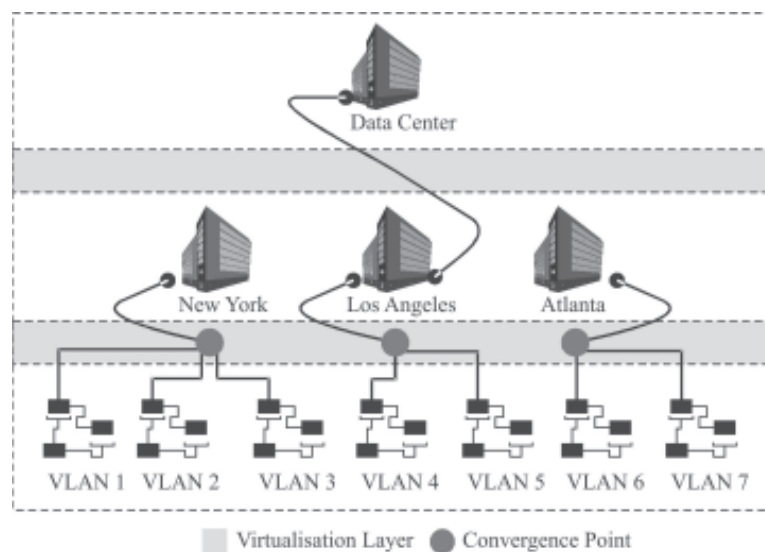 Data Center
New York
Los Angeles
Atlanta
VLAN 1
VLAN 2
VLAN 3
VLAN 4
VLAN 5
VLAN 6
VLAN 7
Virtualisation Layer
Convergence Point